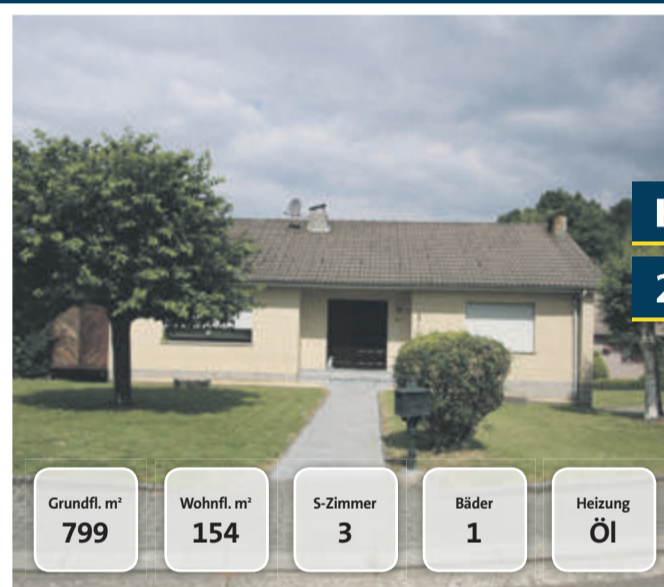 Grundfl. m²
799
Wohnfl. m²
154
S-Zimmer
3
Bäder
1
Heizung
Öl